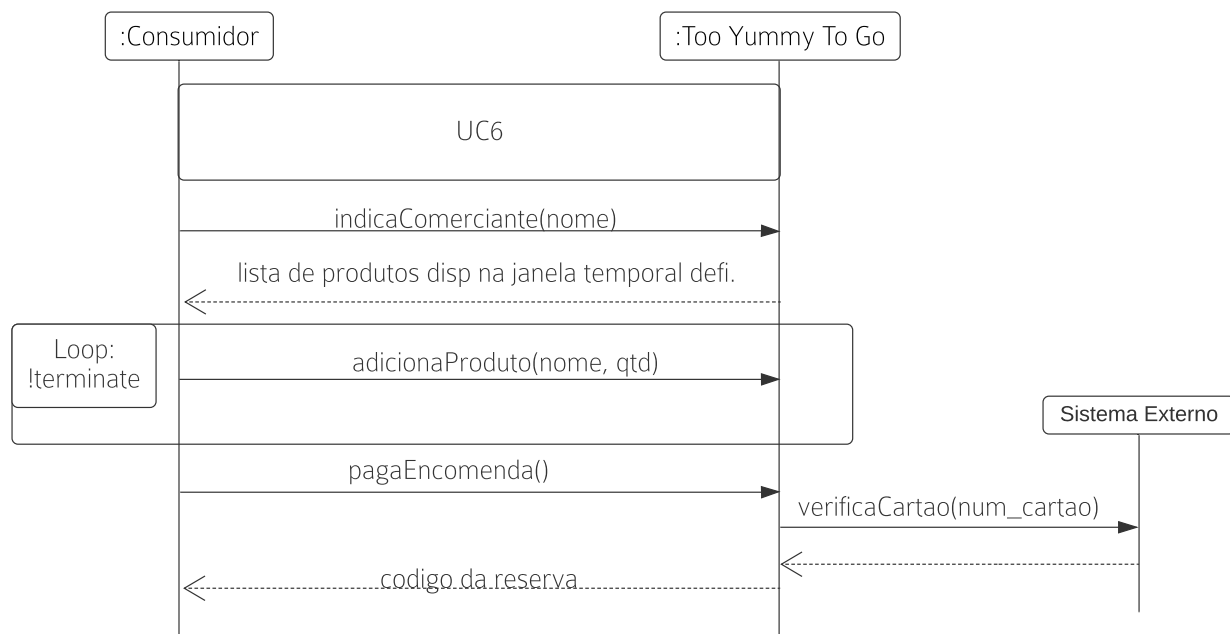 :Consumidor
:Too Yummy To Go
UC6
indicaComerciante(nome)
lista de produtos disp na janela temporal defi.
Loop:
!terminate
adicionaProduto(nome, qtd)
Sistema Externo
pagaEncomenda()
verificaCartao(num_cartao)
codigo da reserva